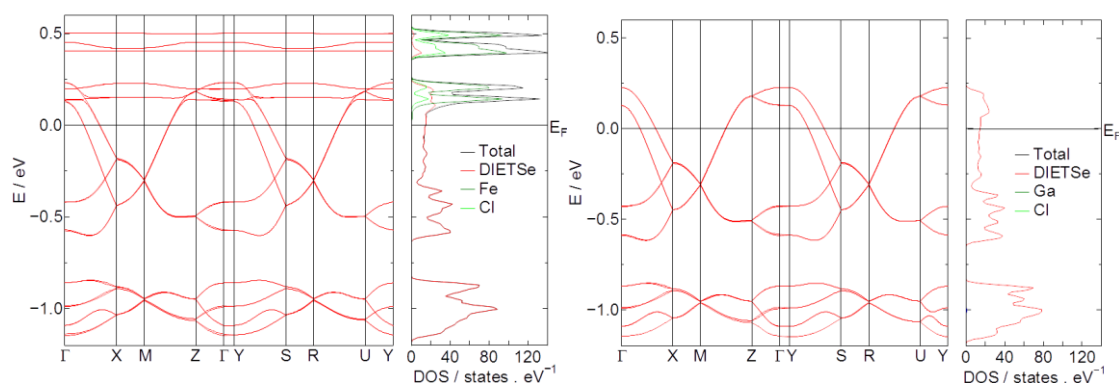 E / eV
0.5
0.0
−0.5
−1.0
Γ X M Z Γ Y S R U Y
E_F
Total
DIETSe
Fe
Cl
0 40 80 120
DOS / states . eV⁻¹
E / eV
0.5
0.0
−0.5
−1.0
Γ X M Z Γ Y S R U Y
E_F
Total
DIETSe
Ga
Cl
0 40 80 120
DOS / states . eV⁻¹